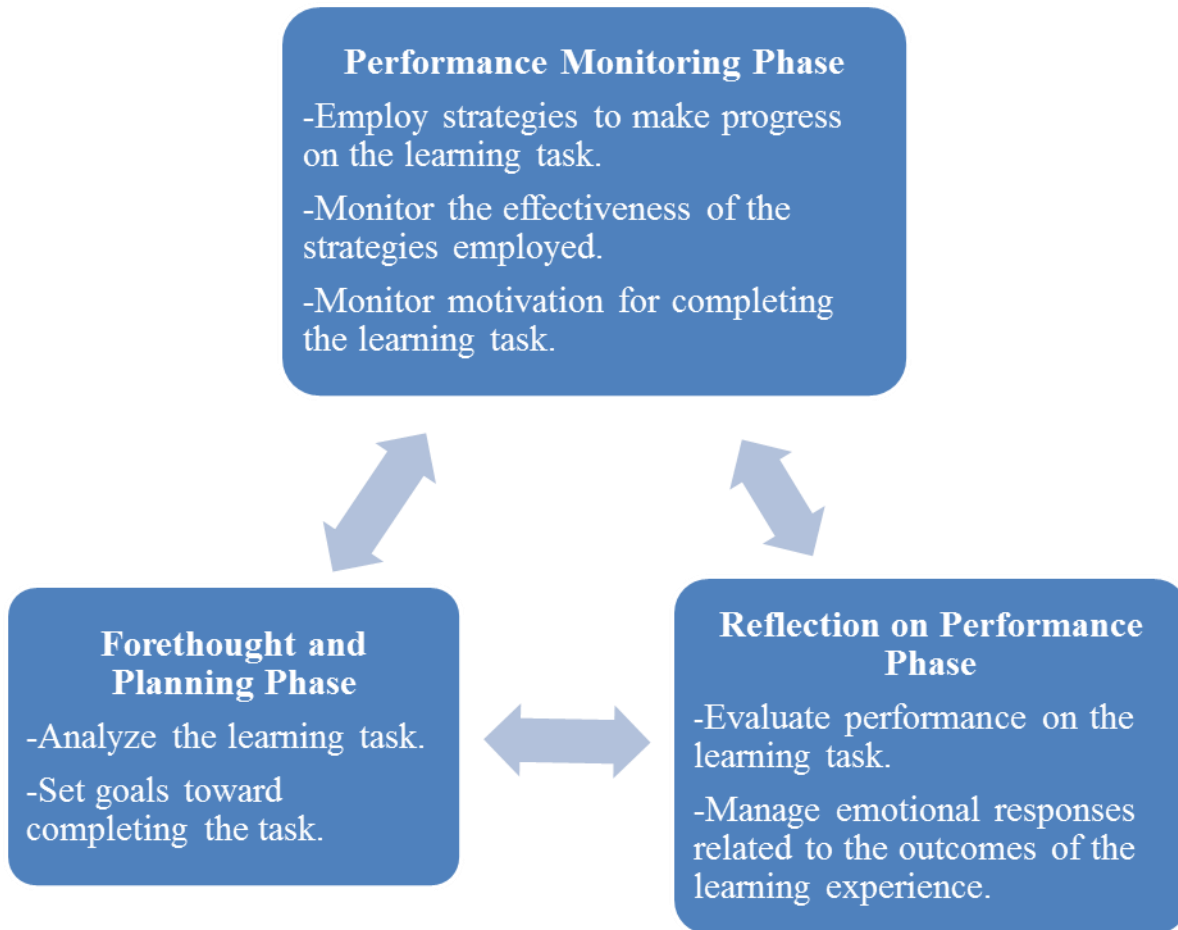 Performance Monitoring Phase
-Employ strategies to make progress
on the learning task.
-Monitor the effectiveness of the
strategies employed.
-Monitor motivation for completing
the learning task.
Forethought and
Planning Phase
-Analyze the learning task.
-Set goals toward
completing the task.
Reflection on Performance
Phase
-Evaluate performance on the
learning task.
-Manage emotional responses
related to the outcomes of the
learning experience.